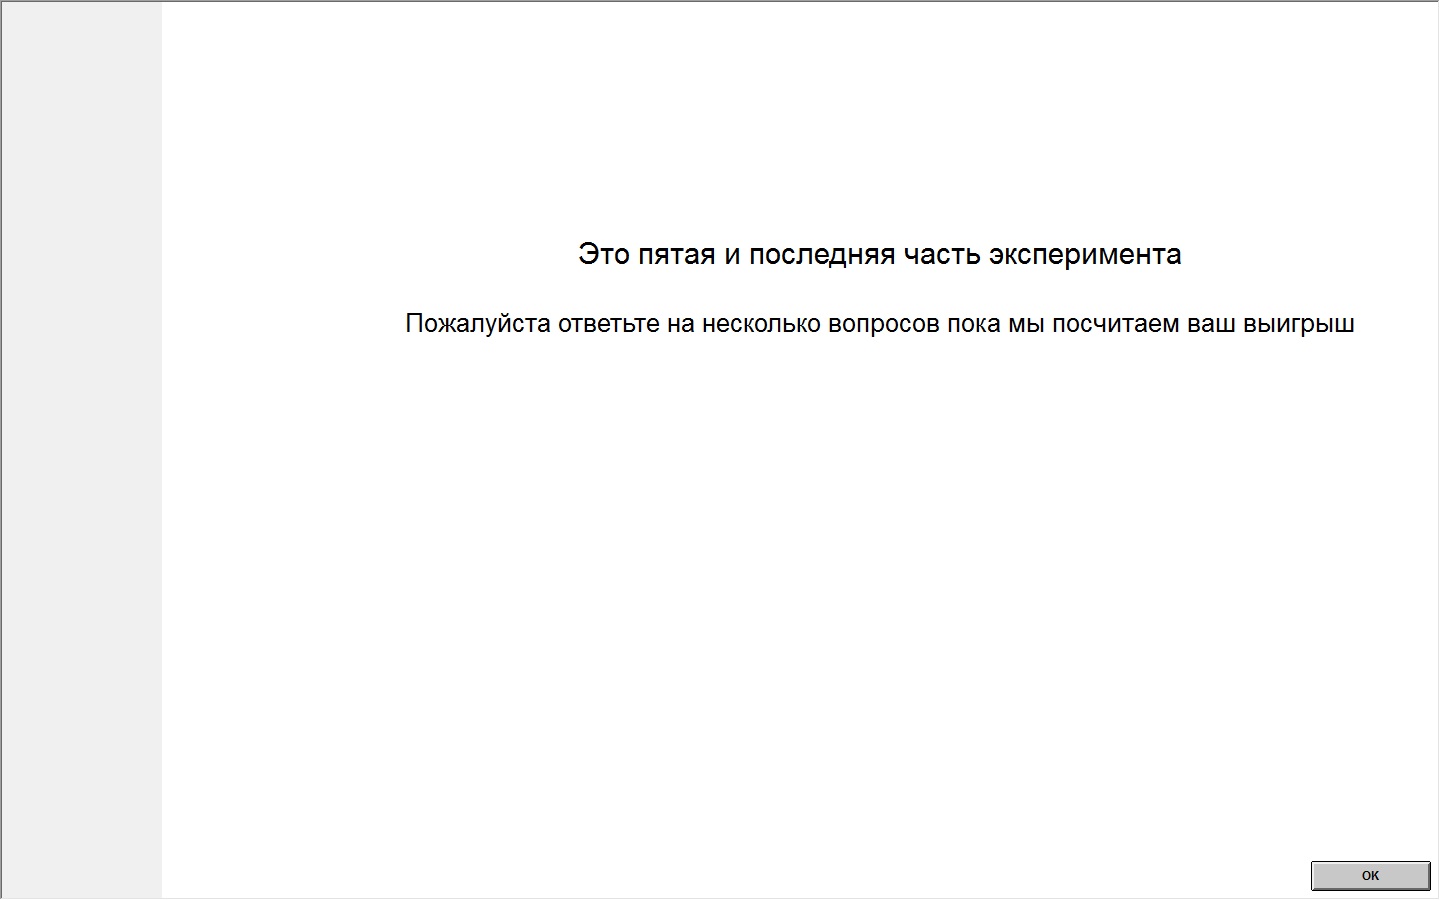 Это пятая и последняя часть эксперимента
Пожалуйста ответьте на несколько вопросов пока мы посчитаем ваш выигрыш
OK